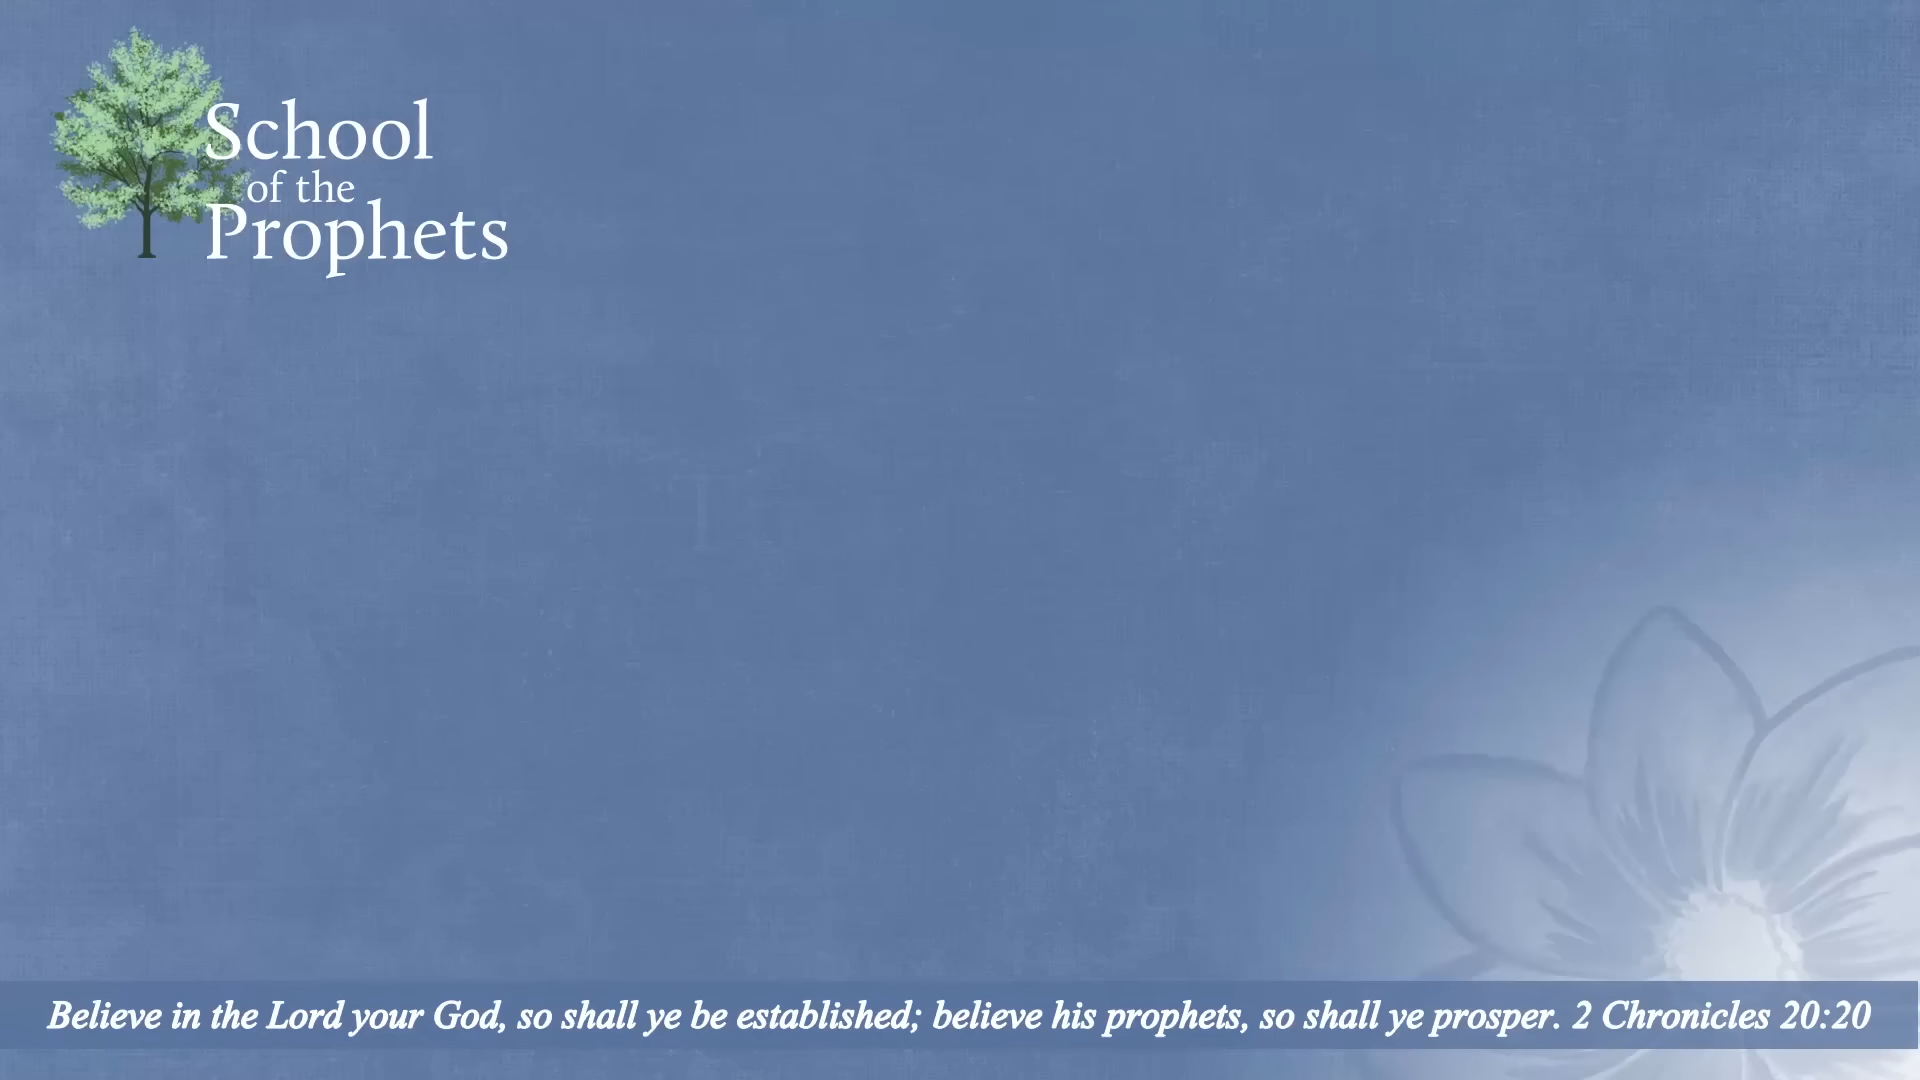 School
of the
Prophets
Believe in the Lord your God, so shall ye be established; believe his prophets, so shall ye prosper. 2 Chronicles 20:20